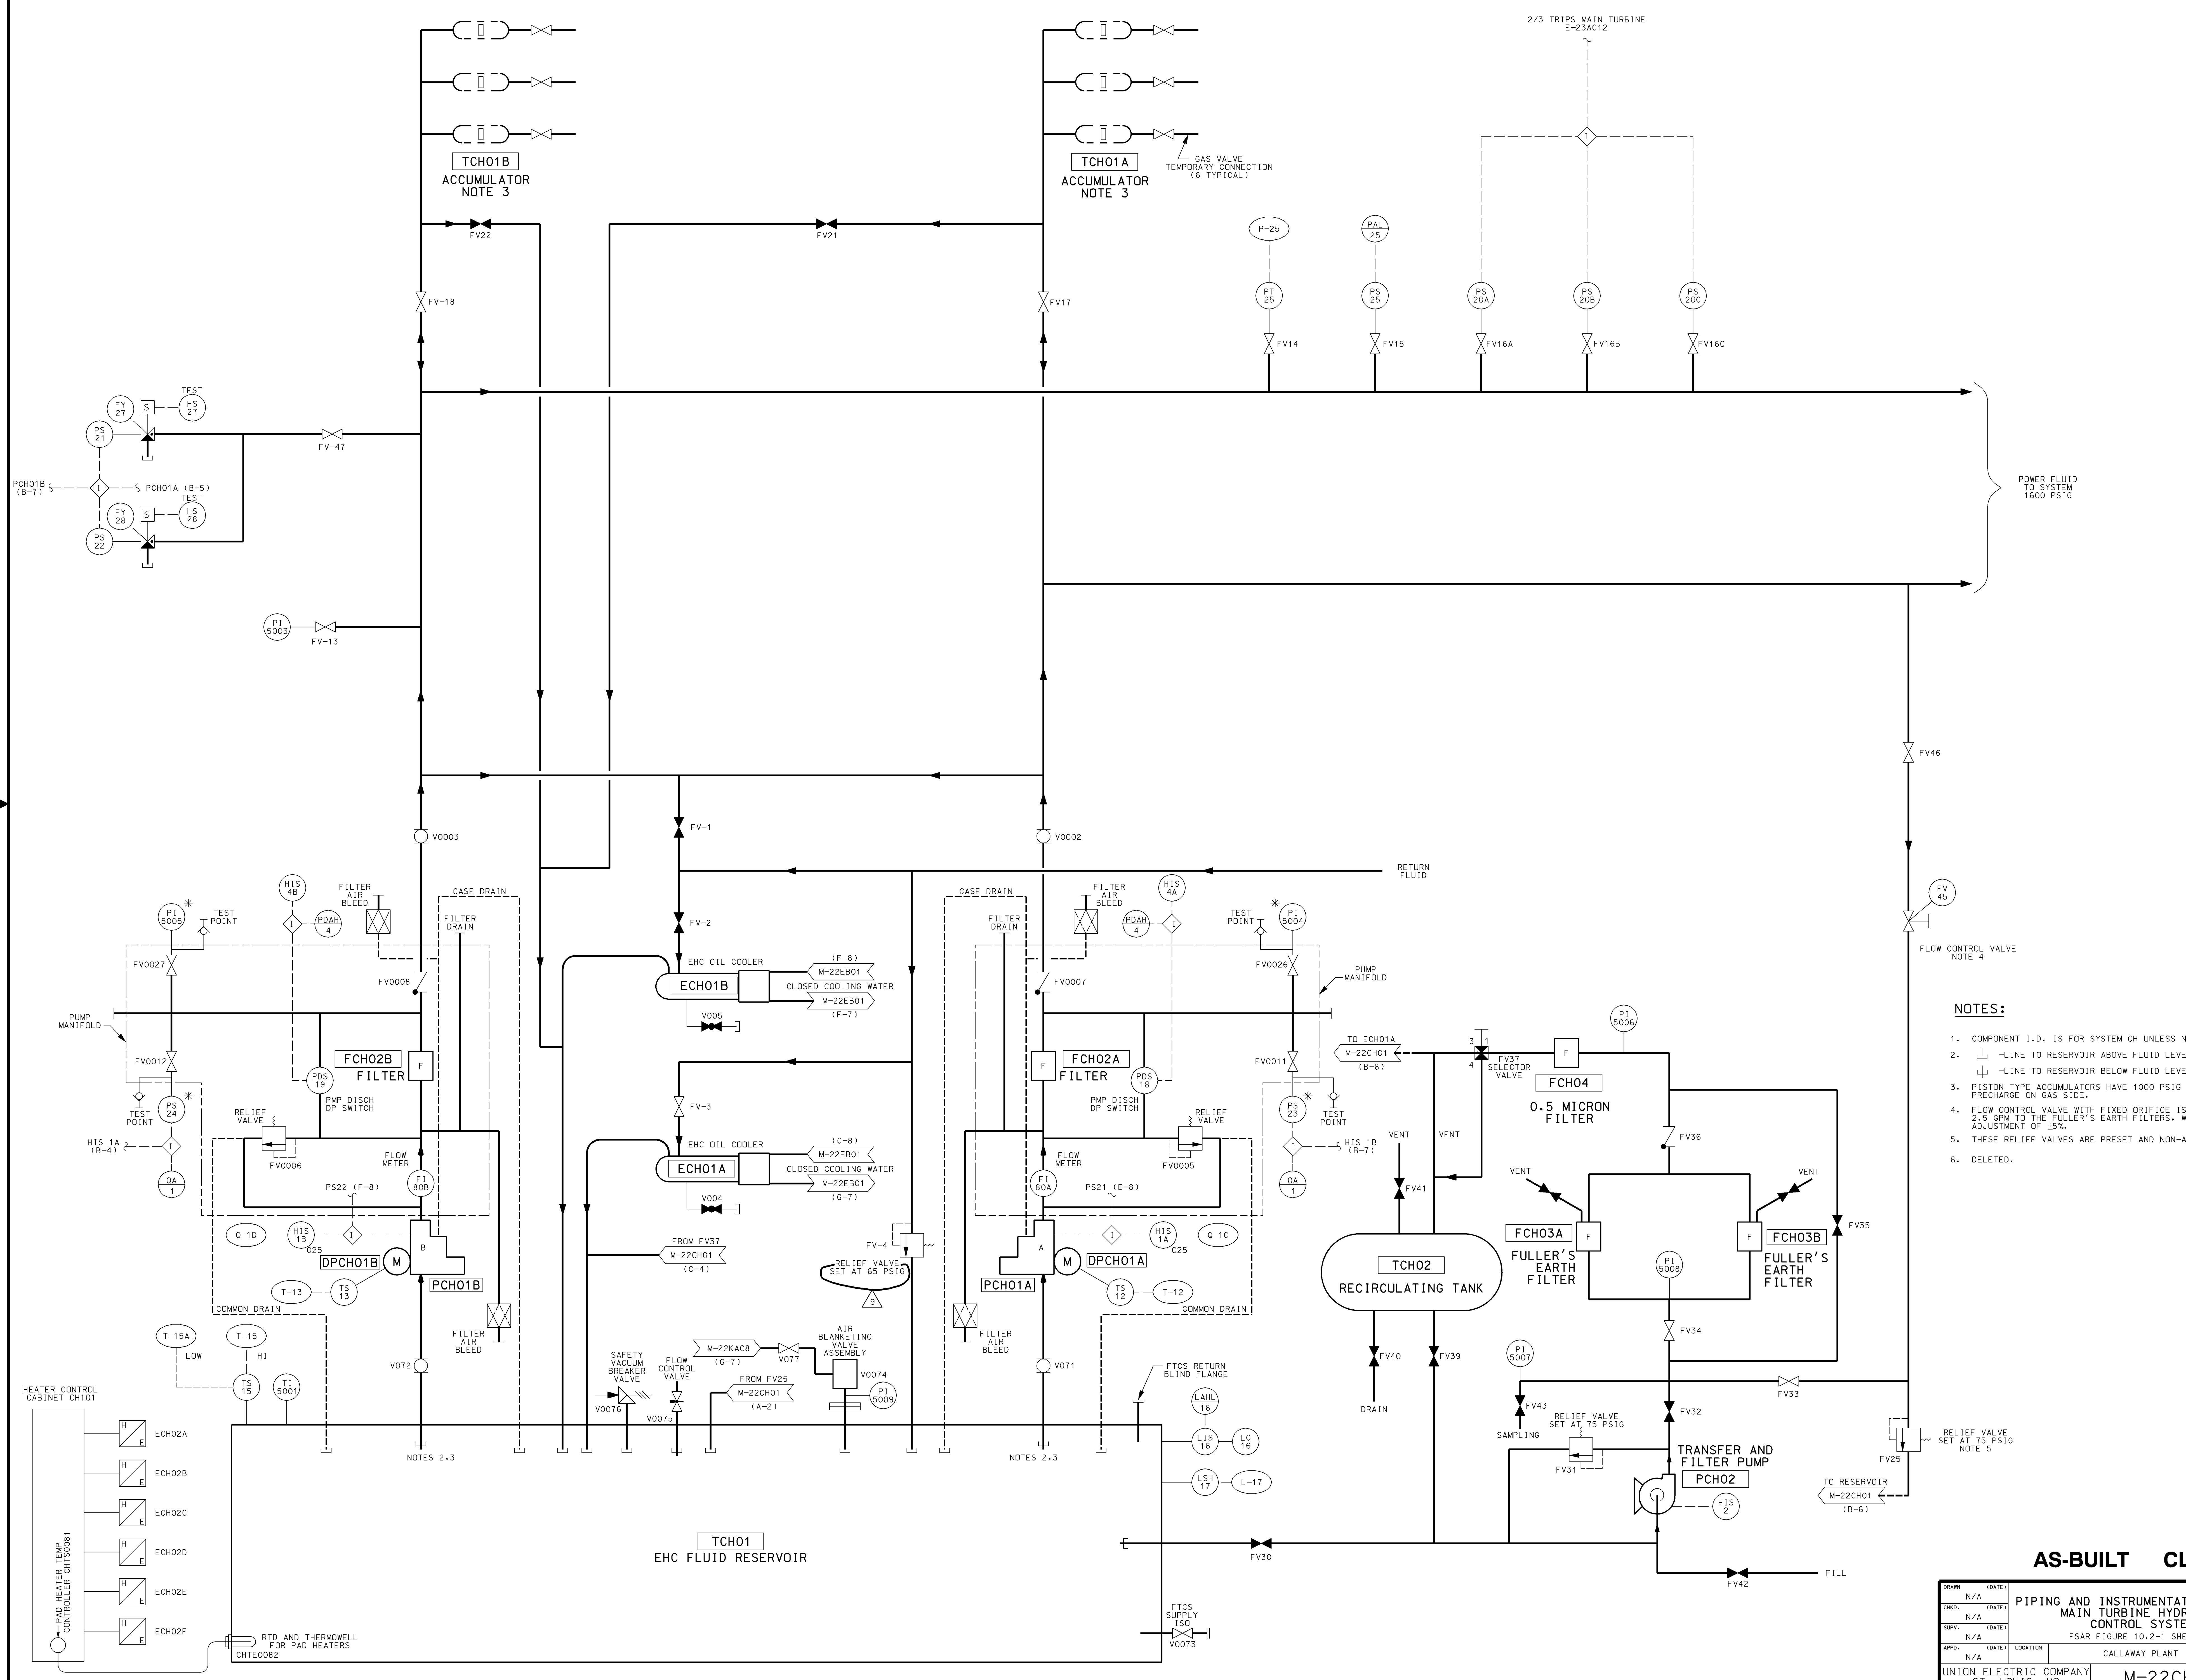 2/3 TRIPS MAIN TURBINE
E-23AC12
TCH01B
ACCUMULATOR
NOTE 3
TCH01A
ACCUMULATOR
NOTE 3
GAS VALVE
TEMPORARY CONNECTION
(6 TYPICAL)
FV22
FV21
P-25
PAL
25
I
FV-18
FV17
PT
25
PS
25
PS
20A
PS
20B
PS
20C
FV14
FV15
FV16A
FV16B
FV16C
TEST
FY
27
S
HS
27
PS
21
FV-47
PCH01B
(B-7)
I
PCH01A (B-5)
TEST
FY
28
S
HS
28
PS
22
POWER FLUID
TO SYSTEM
1600 PSIG
PI
5003
FV-13
FV46
FV-1
V0003
V0002
RETURN
FLUID
HIS
4B
FILTER
AIR
BLEED
CASE DRAIN
PI
5005
*
TEST
POINT
I
PDAH
4
FILTER
DRAIN
FV-2
CASE DRAIN
FILTER
AIR
BLEED
HIS
4A
FILTER
DRAIN
PDAH
4
I
TEST
POINT
*
PI
5004
FV
45
FLOW CONTROL VALVE
NOTE 4
FV0027
FV0008
EHC OIL COOLER
ECH01B
(F-8)
M-22EB01
CLOSED COOLING WATER
M-22EB01
(F-7)
V005
FV0007
FV0026
PUMP
MANIFOLD
PUMP
MANIFOLD
FV0012
FCH02B
FILTER
F
PDS
19
PMP DISCH
DP SWITCH
TEST
POINT
PS
24
*
RELIEF
VALVE
FV0006
HIS 1A
(B-4)
I
QA
1
FLOW
METER
FI
80B
PS22 (F-8)
Q-1D
HIS
1B
025
I
B
DPCH01B
M
PCH01B
T-13
TS
13
COMMON DRAIN
FV-3
EHC OIL COOLER
ECH01A
(G-8)
M-22EB01
CLOSED COOLING WATER
M-22EB01
(G-7)
V004
FROM FV37
M-22CH01
(C-4)
FV-4
RELIEF VALVE
SET AT 65 PSIG
9
F
FCH02A
FILTER
PDS
18
PMP DISCH
DP SWITCH
FV0011
PS
23
*
TEST
POINT
RELIEF
VALVE
FV0005
I
HIS 1B
(B-7)
QA
1
FLOW
METER
FI
80A
PS21 (E-8)
I
HIS
1A
025
Q-1C
A
M
DPCH01A
PCH01A
TS
12
T-12
COMMON DRAIN
TO ECH01A
M-22CH01
(B-6)
3
1
4
FV37
SELECTOR
VALVE
F
FCH04
0.5 MICRON
FILTER
PI
5006
FV36
VENT
VENT
FV41
TCH02
RECIRCULATING TANK
VENT
VENT
FCH03A
FULLER'S
EARTH
FILTER
F
F
FCH03B
FULLER'S
EARTH
FILTER
FV35
PI
5008
FV34
FV40
FV39
DRAIN
PI
5007
FV33
FV43
SAMPLING
FV32
RELIEF VALVE
SET AT 75 PSIG
FV31
TRANSFER AND
FILTER PUMP
PCH02
HIS
2
RELIEF VALVE
SET AT 75 PSIG
NOTE 5
FV25
TO RESERVOIR
M-22CH01
(B-6)
FV30
FV42
FILL
NOTES:
1. COMPONENT I.D. IS FOR SYSTEM CH UNLESS N
2. -LINE TO RESERVOIR ABOVE FLUID LEVE
-LINE TO RESERVOIR BELOW FLUID LEVE
3. PISTON TYPE ACCUMULATORS HAVE 1000 PSIG
PRECHARGE ON GAS SIDE.
4. FLOW CONTROL VALVE WITH FIXED ORIFICE IS
2.5 GPM TO THE FULLER'S EARTH FILTERS. W
ADJUSTMENT OF ±5%.
5. THESE RELIEF VALVES ARE PRESET AND NON-A
6. DELETED.
T-15A
T-15
LOW
HI
TS
15
TI
5001
V072
NOTES 2,3
FILTER
AIR
BLEED
SAFETY
VACUUM
BREAKER
VALVE
V0076
FLOW
CONTROL
VALVE
V0075
M-22KA08
(G-7)
V077
AIR
BLANKETING
VALVE
ASSEMBLY
V0074
PI
5009
FROM FV25
M-22CH01
(A-2)
FILTER
AIR
BLEED
V071
NOTES 2,3
FTCS RETURN
BLIND FLANGE
LAHL
16
LIS
16
LG
16
LSH
17
L-17
HEATER CONTROL
CABINET CH101
H
E
ECH02A
H
E
ECH02B
H
E
ECH02C
H
E
ECH02D
H
E
ECH02E
H
E
ECH02F
PAD HEATER TEMP
CONTROLLER CHTS0081
RTD AND THERMOWELL
FOR PAD HEATERS
CHTE0082
TCH01
EHC FLUID RESERVOIR
FTCS
SUPPLY
ISO
V0073
AS-BUILT CL
DRAWN (DATE)
N/A
CHKD. (DATE)
N/A
SUPV. (DATE)
N/A
APPD. (DATE)
N/A
PIPING AND INSTRUMENTAT
MAIN TURBINE HYDR
CONTROL SYSTE
FSAR FIGURE 10.2-1 SHE
LOCATION
CALLAWAY PLANT
UNION ELECTRIC COMPANY
M-22CH